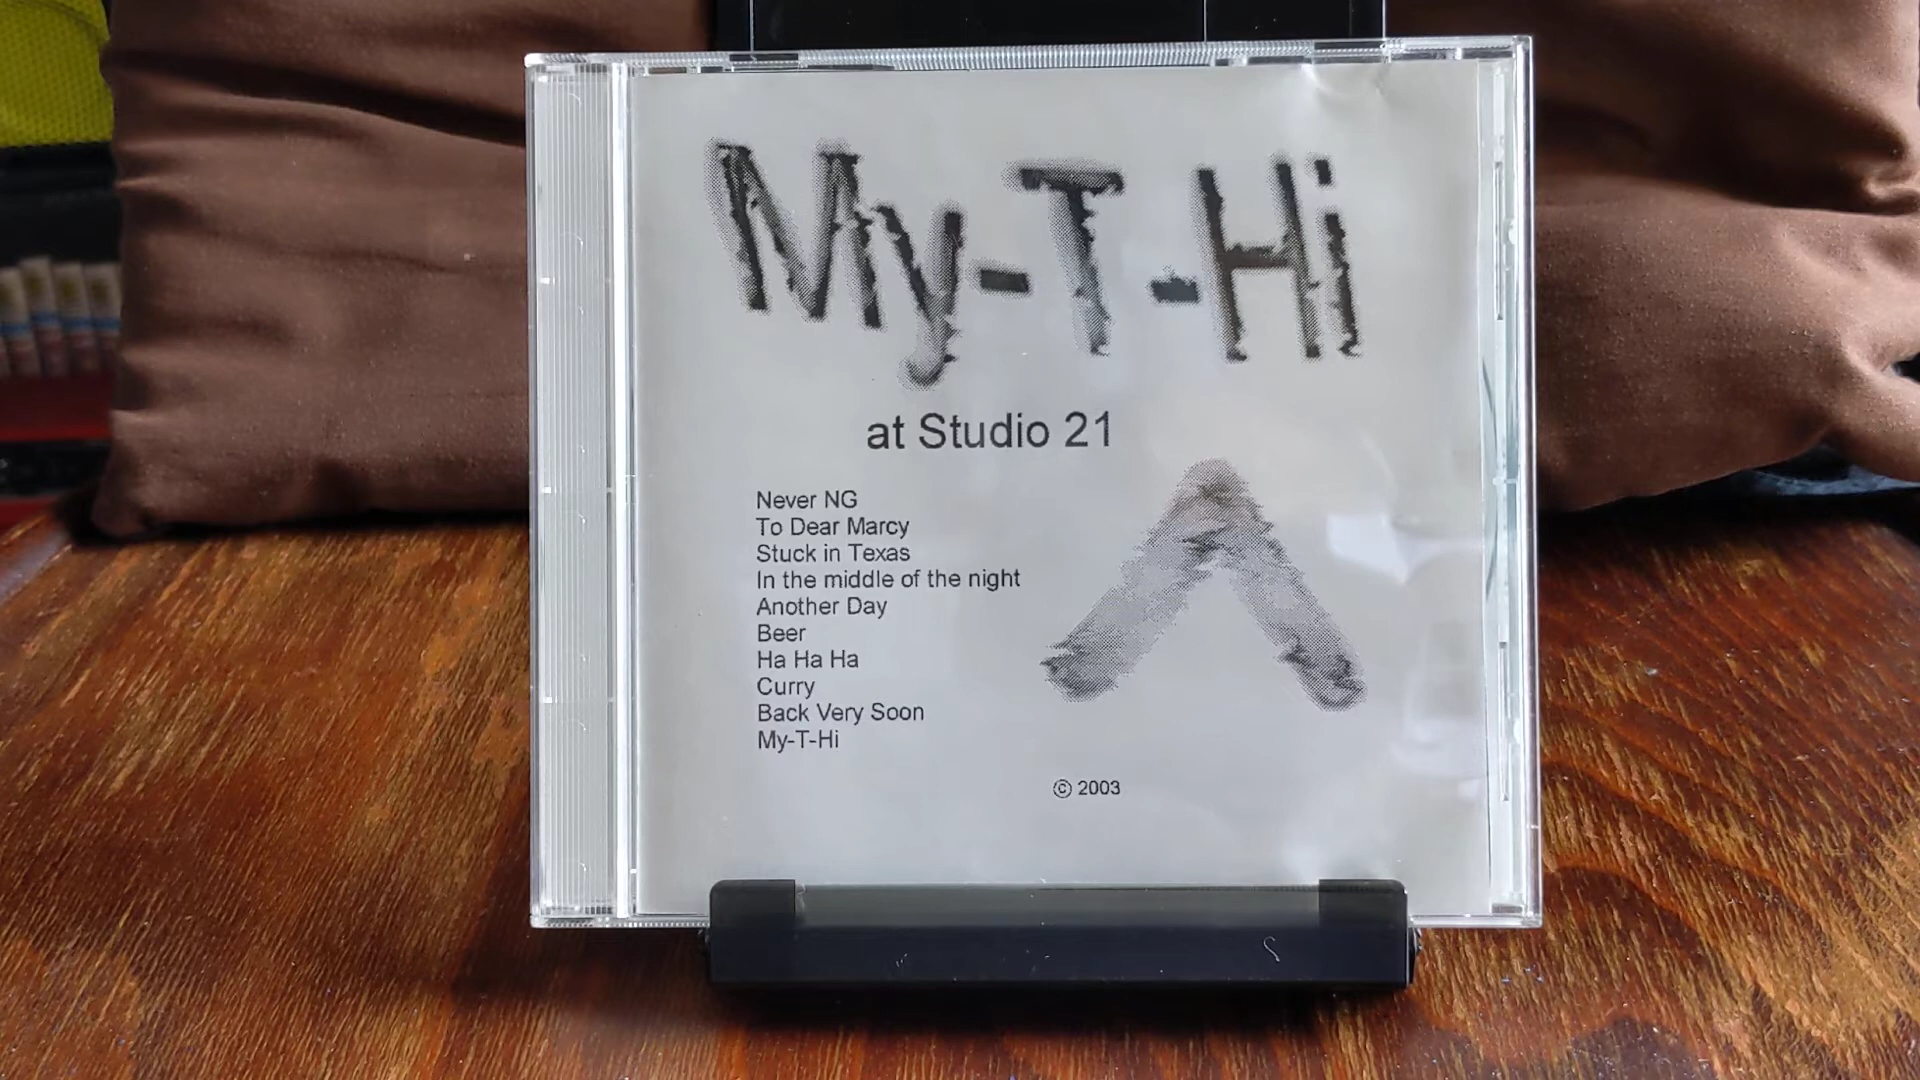 My-T-Hi
at Studio 21
Never NG
To Dear Marcy
Stuck in Texas
In the middle of the night
Another Day
Beer
Ha Ha Ha
Curry
Back Very Soon
My-T-Hi
© 2003